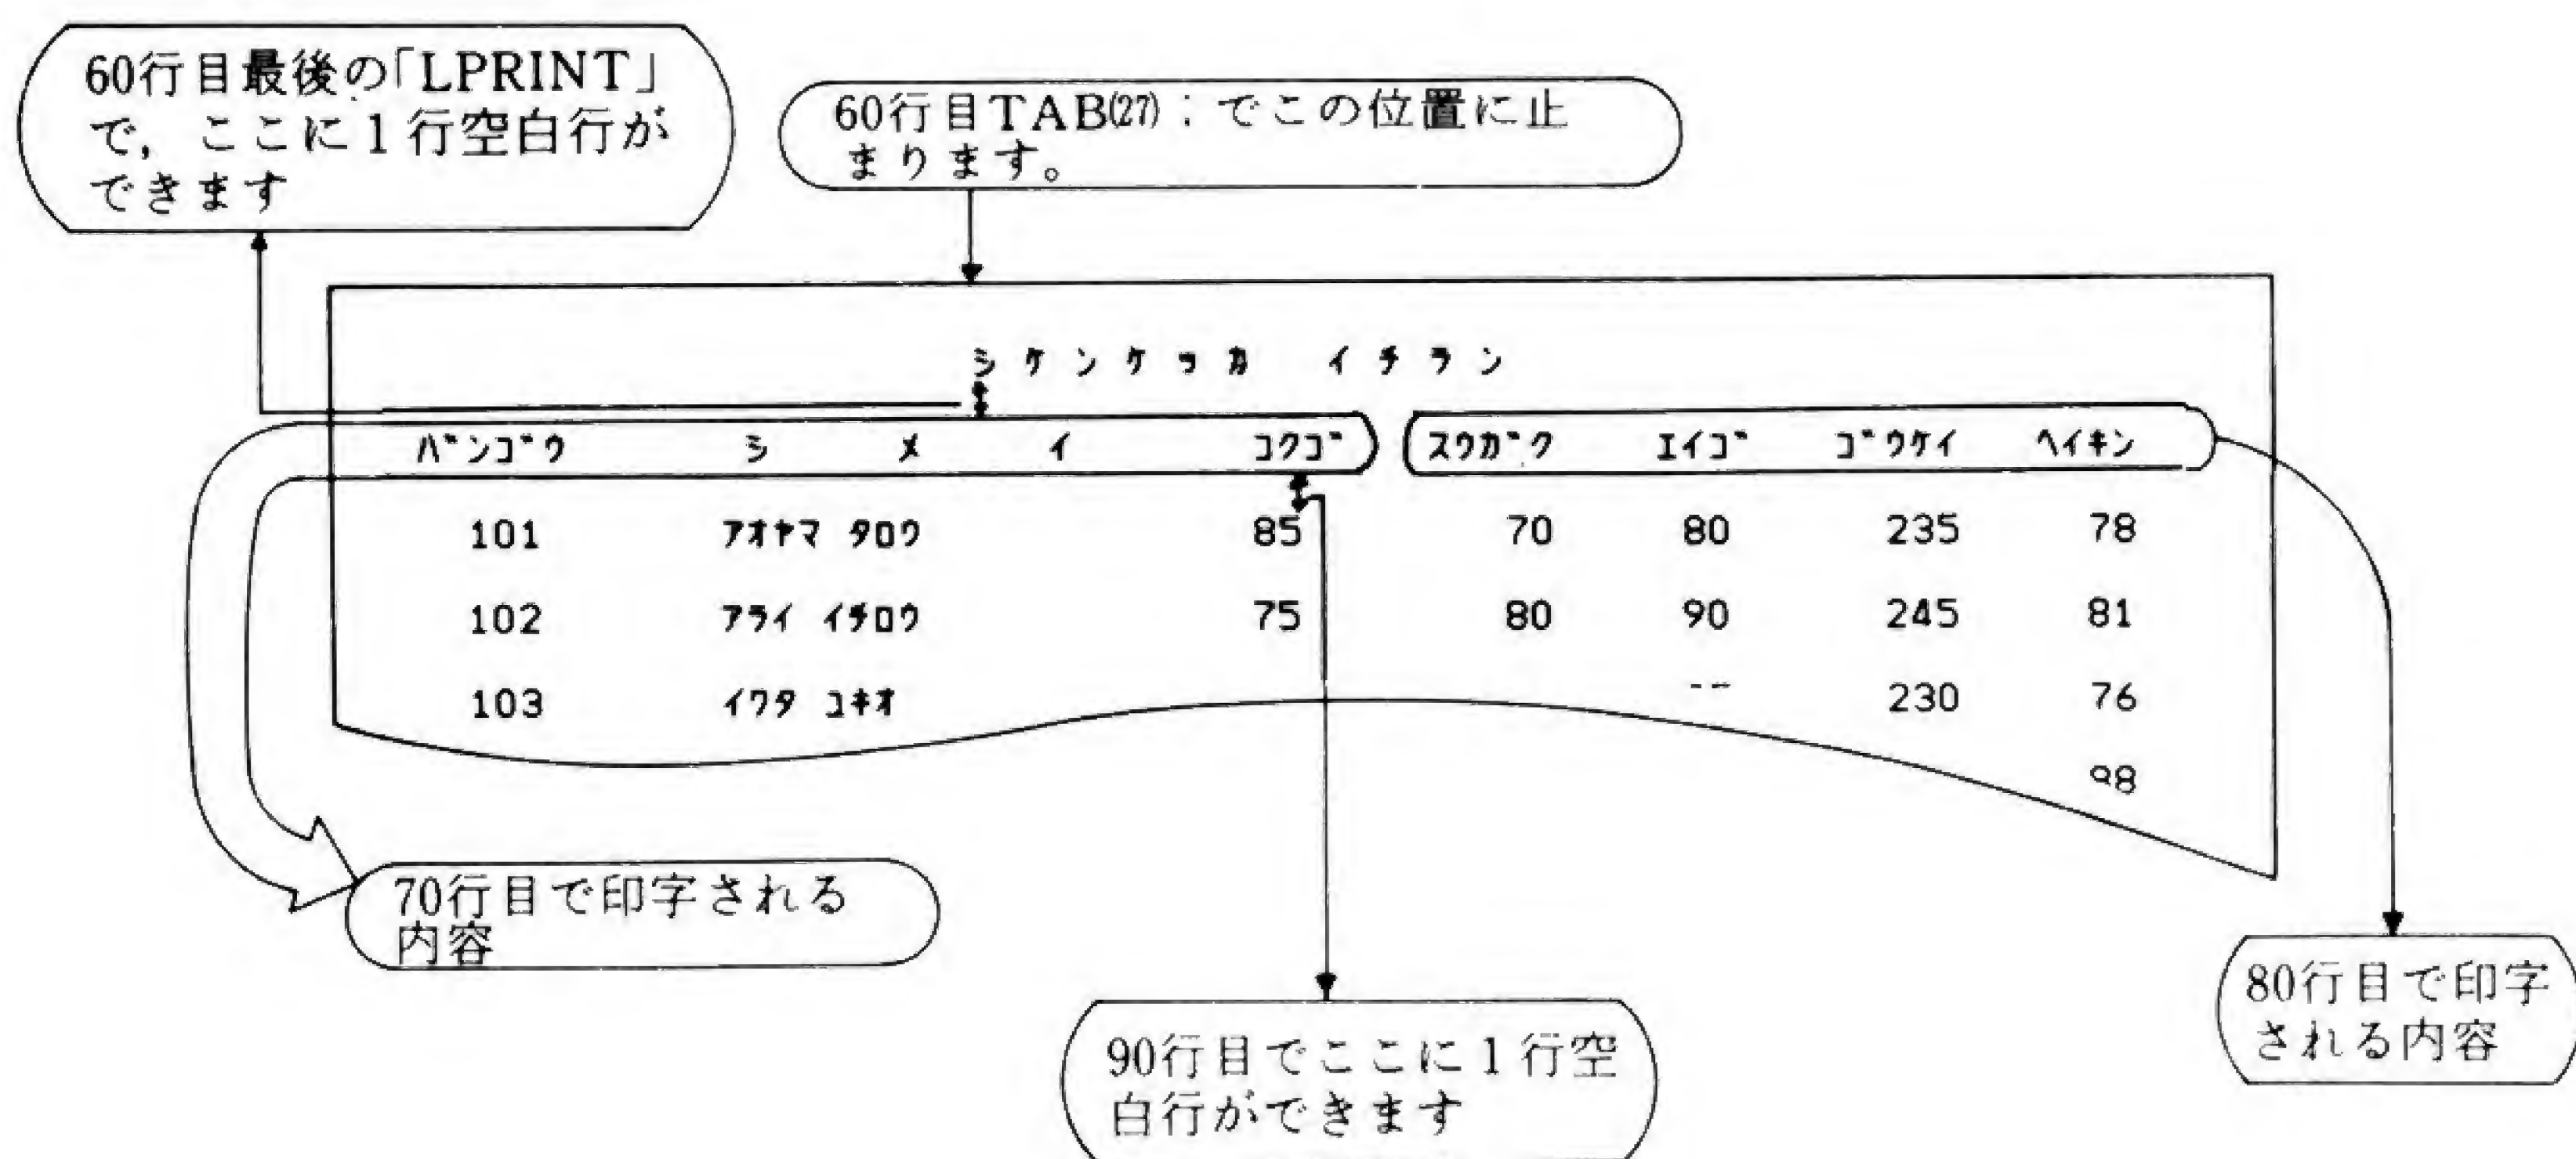 60行目最後の「LPRINT」
で，ここに1行空白行が
できます
60行目TAB(27)；でこの位置に止
まります。
シケンケッカ イチラン
バンゴウ シ メ イ コクゴ スウガク エイゴ ゴウケイ ヘイキン
101 アオヤマ タロウ 85 70 80 235 78
102 アライ イチロウ 75 80 90 245 81
103 イワタ ユキオ 230 76
98
70行目で印字される
内容
90行目でここに1行空
白行ができます
80行目で印字
される内容